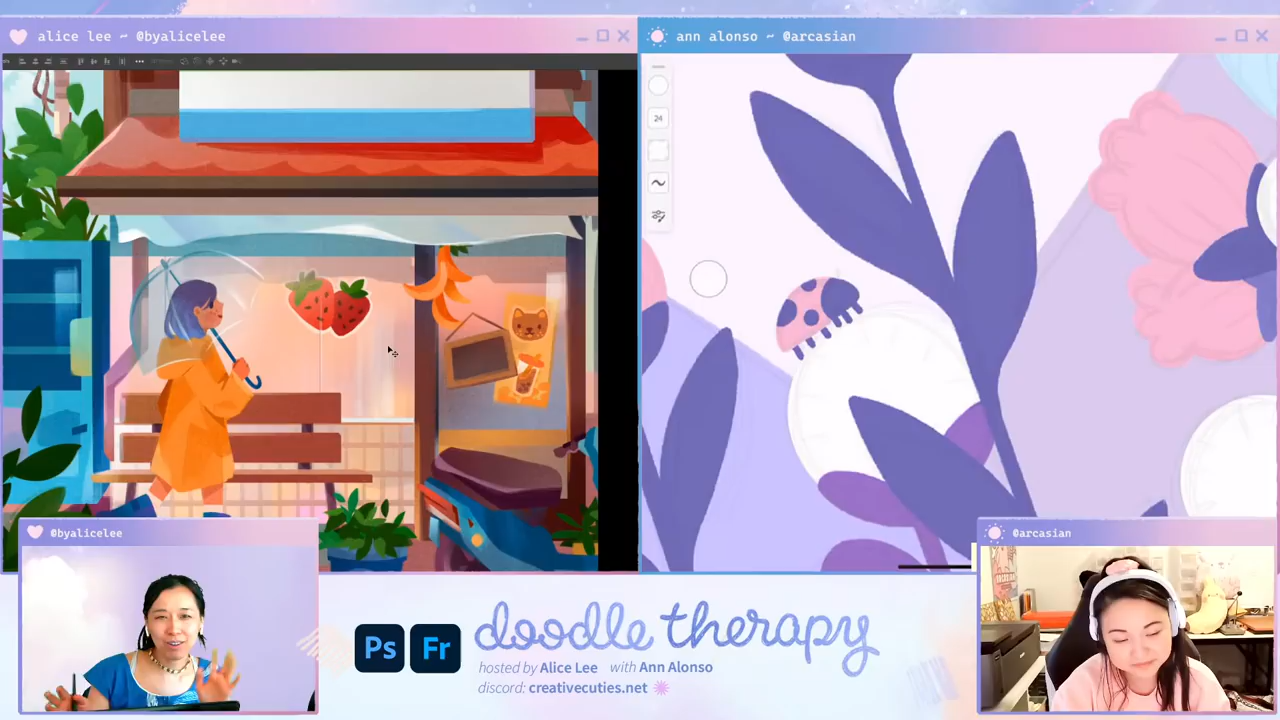 alice lee ~ @byalicelee
ann alonso ~ @arcasian
24
@byalicelee
@arcasian
Ps Fr
doodle therapy
hosted by Alice Lee with Ann Alonso
discord: creativecuties.net